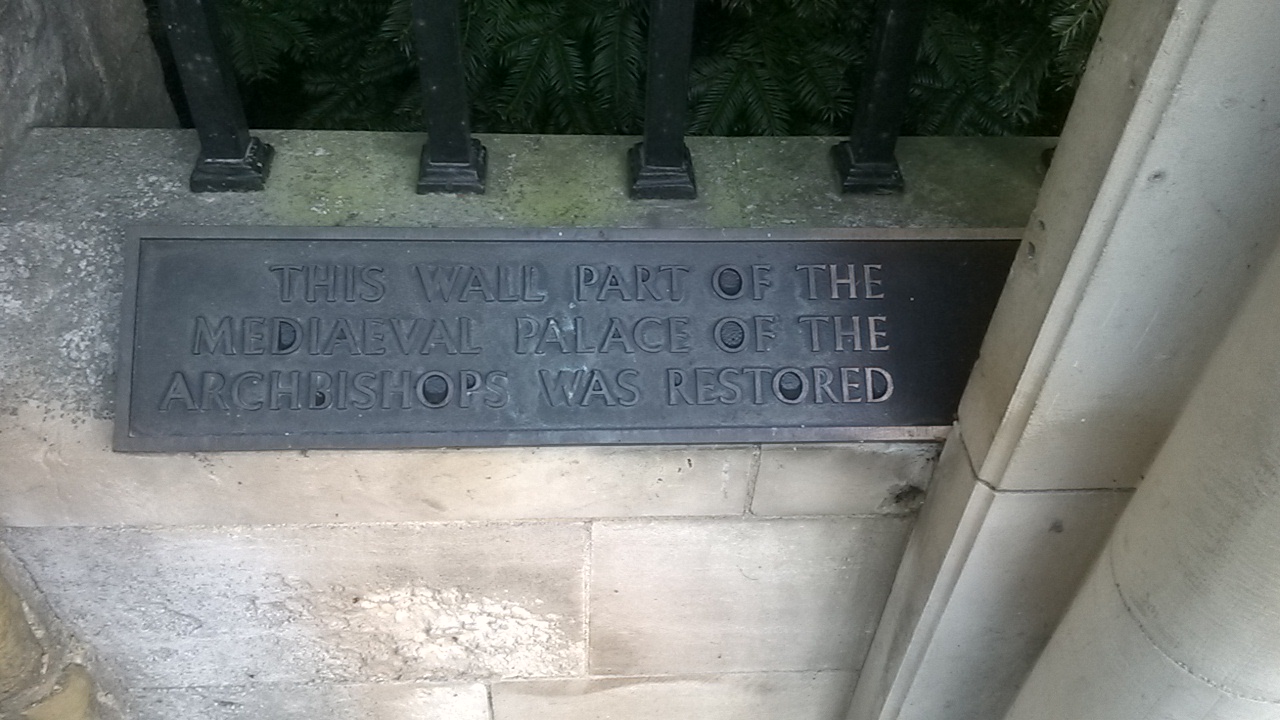 THIS WALL PART OF THE
MEDIAEVAL PALACE OF THE
ARCHBISHOPS WAS RESTORED